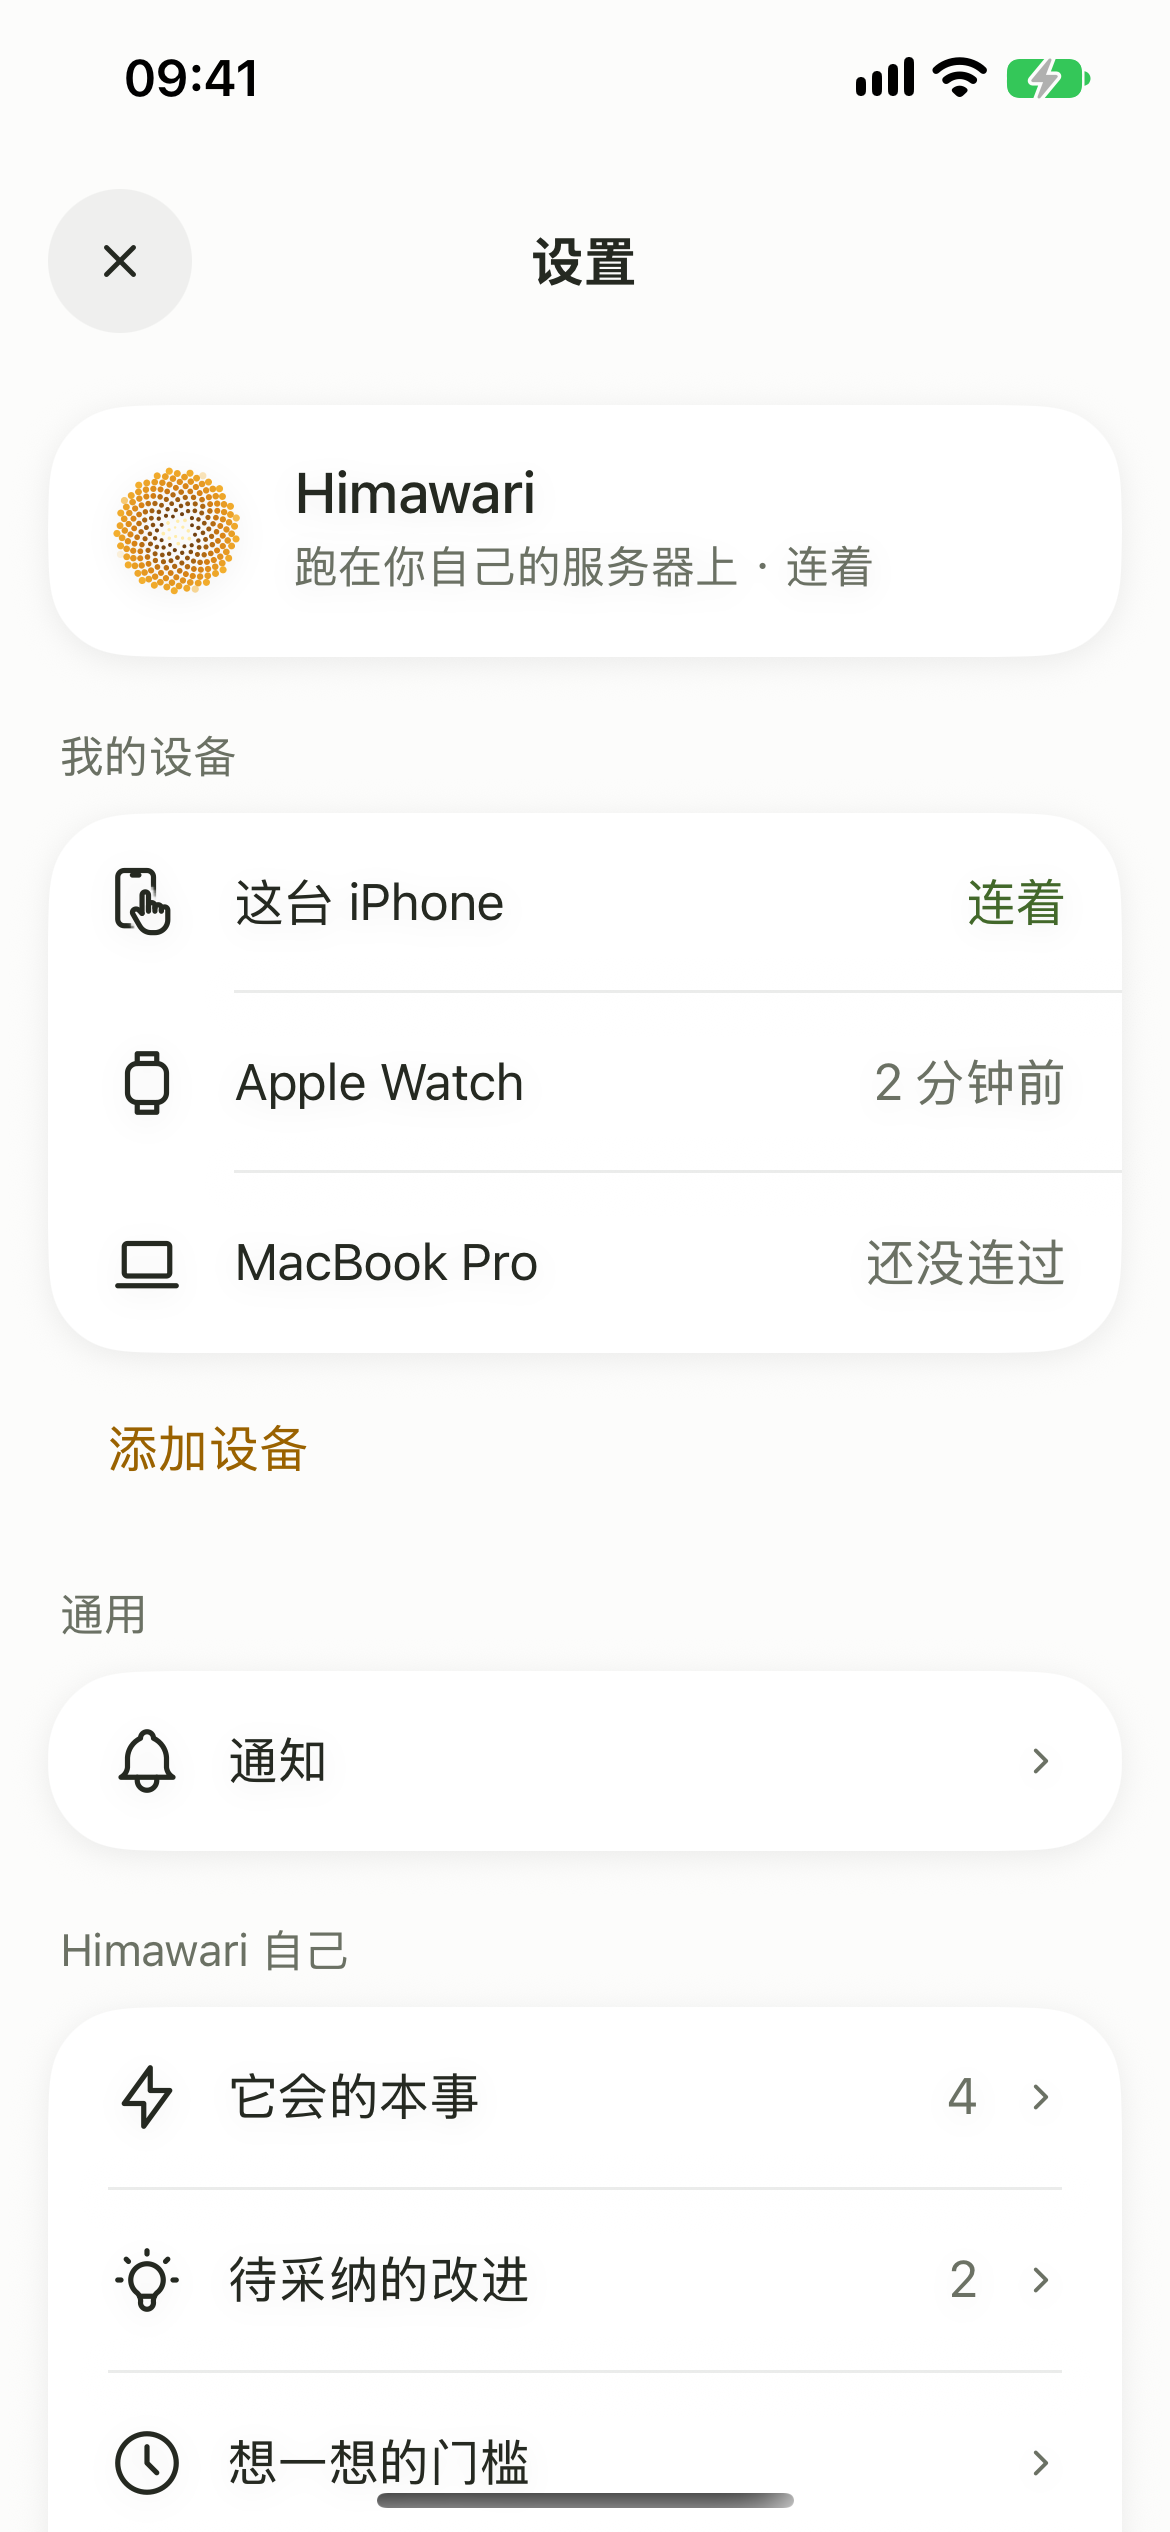 09:41
设置
Himawari
跑在你自己的服务器上 · 连着
我的设备
这台 iPhone
连着
Apple Watch
2 分钟前
MacBook Pro
还没连过
添加设备
通用
通知
Himawari 自己
它会的本事
4
待采纳的改进
2
想一想的门槛